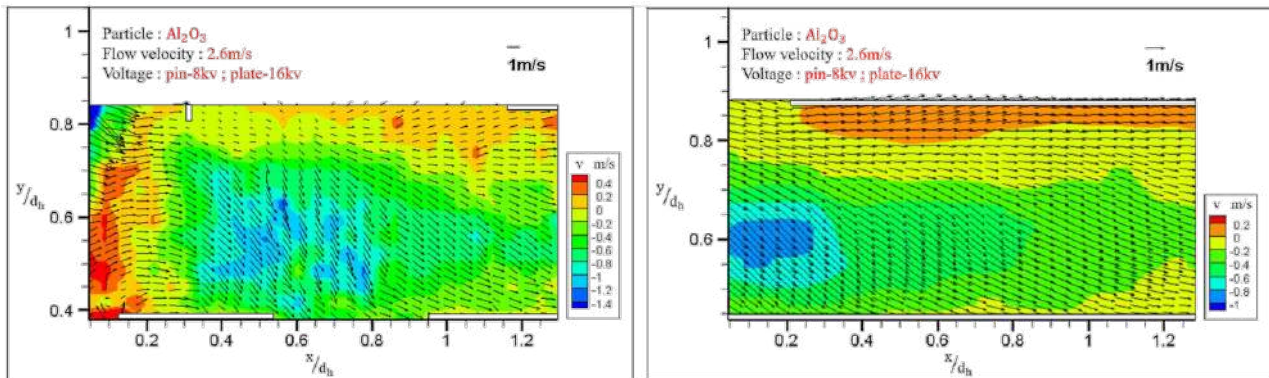 Particle : Al₂O₃
Flow velocity : 2.6m/s
Voltage : pin-8kv ; plate-16kv
1m/s
1
0.8
0.6
0.4
y/dh
0.2
0.4
0.6
0.8
1
1.2
x/dh
v m/s
0.4
0.2
0
-0.2
-0.4
-0.6
-0.8
-1
-1.2
-1.4
Particle : Al₂O₃
Flow velocity : 2.6m/s
Voltage : pin-8kv ; plate-16kv
1m/s
1
0.8
0.6
y/dh
0.2
0.4
0.6
0.8
1
1.2
x/dh
v m/s
0.2
0
-0.2
-0.4
-0.6
-0.8
-1